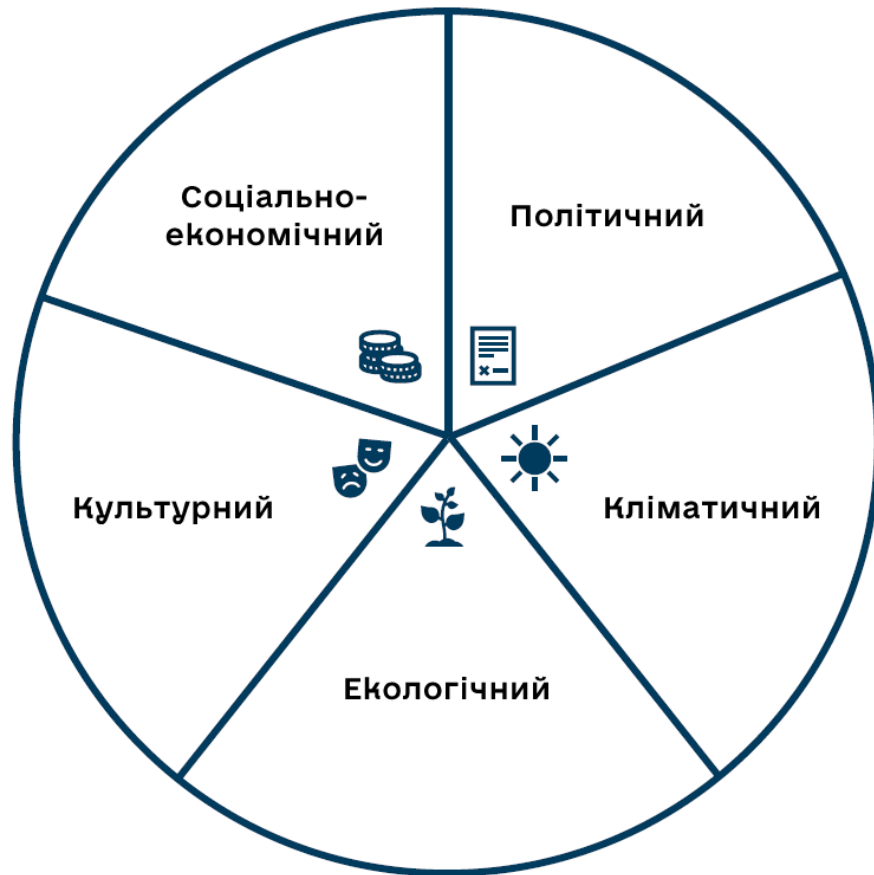 Соціально-
економічний
Політичний
Культурний
Кліматичний
Екологічний